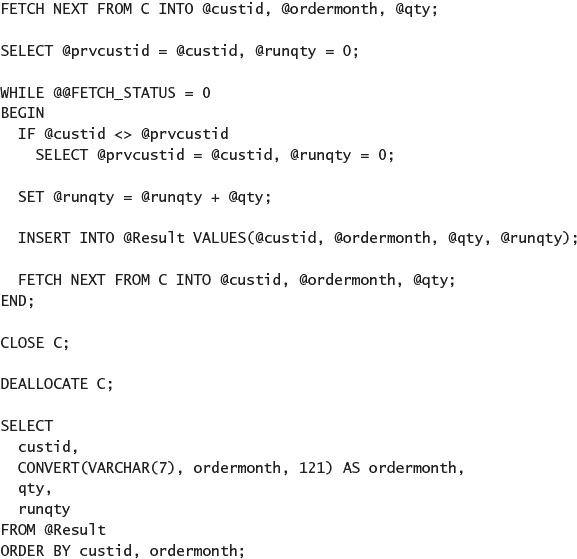 FETCH NEXT FROM C INTO @custid, @ordermonth, @qty;
SELECT @prvcustid = @custid, @runqty = 0;
WHILE @@FETCH_STATUS = 0
BEGIN
IF @custid <> @prvcustid
SELECT @prvcustid = @custid, @runqty = 0;
SET @runqty = @runqty + @qty;
INSERT INTO @Result VALUES(@custid, @ordermonth, @qty, @runqty);
FETCH NEXT FROM C INTO @custid, @ordermonth, @qty;
END;
CLOSE C;
DEALLOCATE C;
SELECT
custid,
CONVERT(VARCHAR(7), ordermonth, 121) AS ordermonth,
qty,
runqty
FROM @Result
ORDER BY custid, ordermonth;